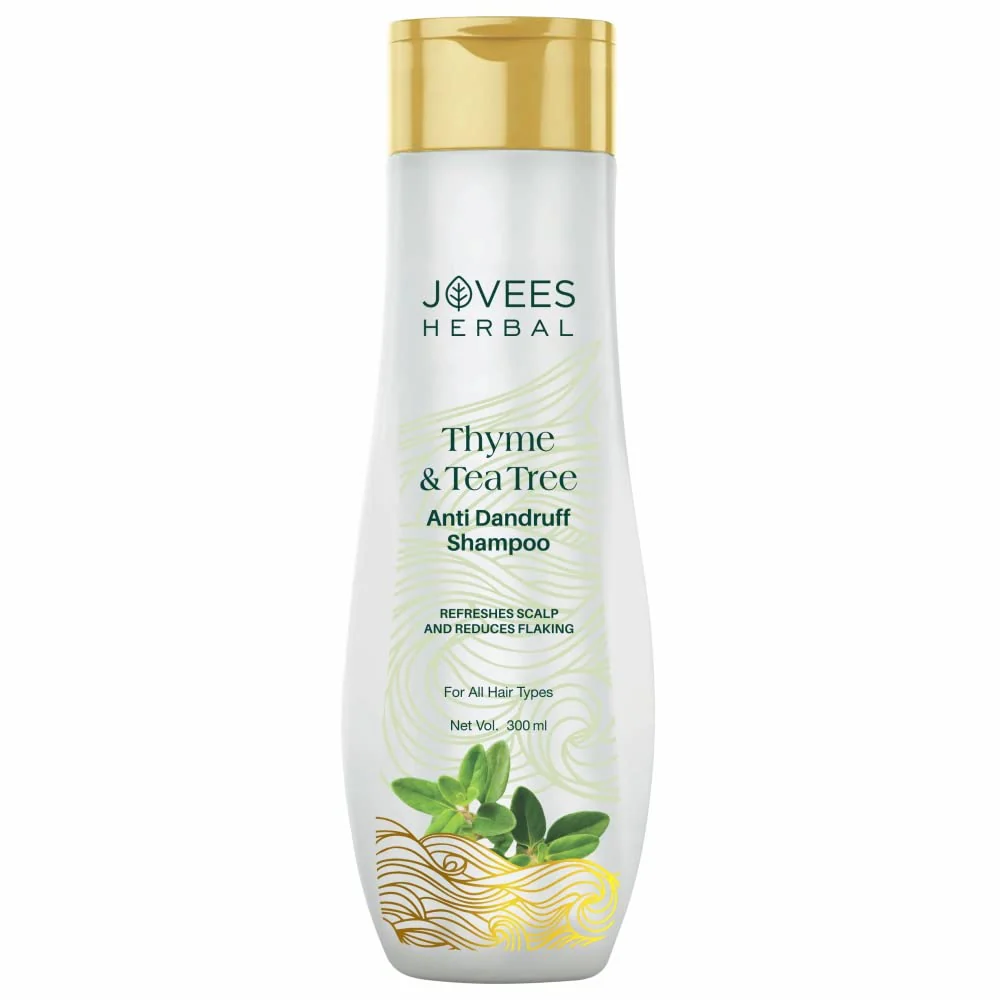 JOVEES
HERBAL
Thyme
& Tea Tree
Anti Dandruff
Shampoo
REFRESHES SCALP
AND REDUCES FLAKING
For All Hair Types
Net Vol. 300 ml